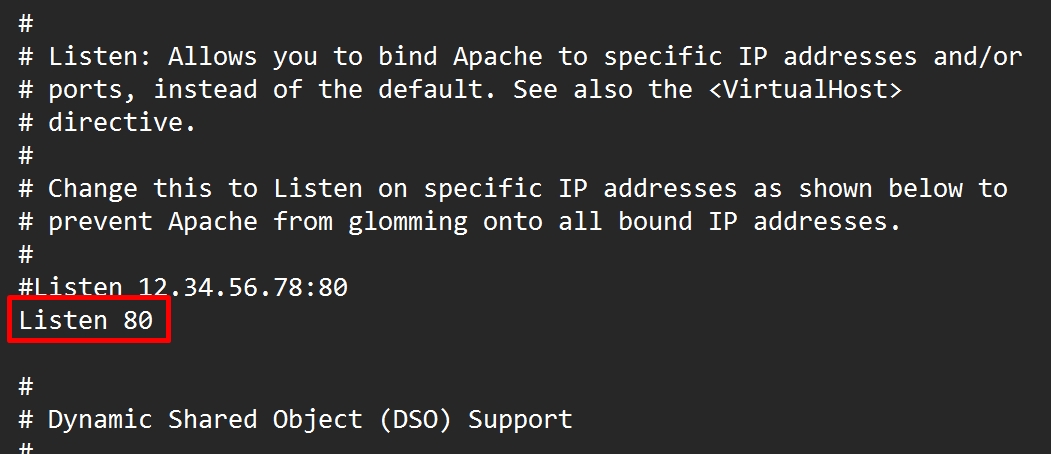 #
# Listen: Allows you to bind Apache to specific IP addresses and/or
# ports, instead of the default. See also the <VirtualHost>
# directive.
#
# Change this to Listen on specific IP addresses as shown below to
# prevent Apache from glomming onto all bound IP addresses.
#
#Listen 12.34.56.78:80
Listen 80
#
# Dynamic Shared Object (DSO) Support
#